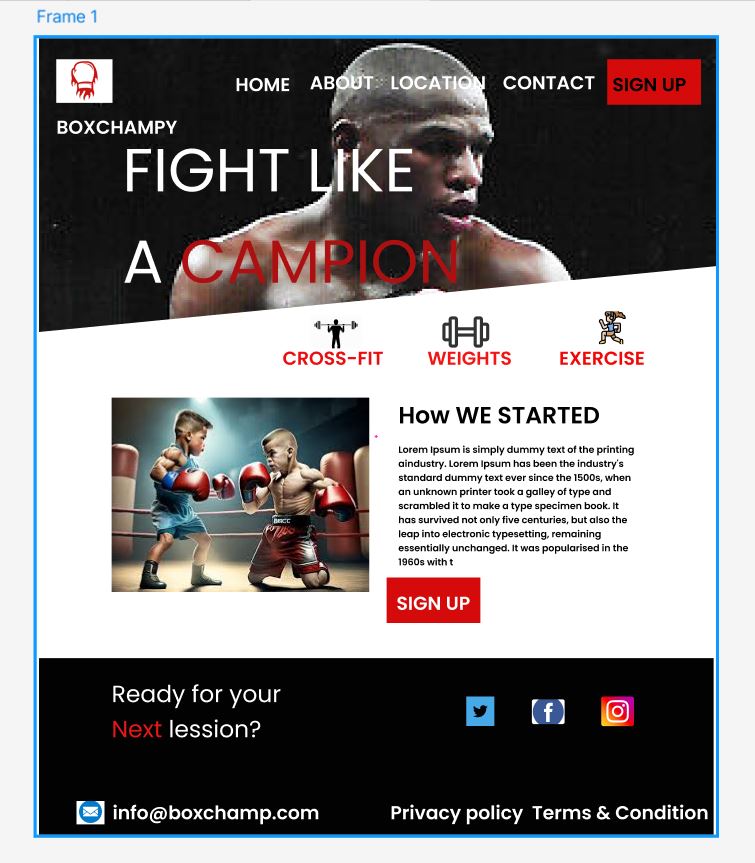 Frame 1
HOME ABOUT LOCATION CONTACT SIGN UP
BOXCHAMPY
FIGHT LIKE
A CAMPION
CROSS-FIT WEIGHTS EXERCISE
How WE STARTED
Lorem Ipsum is simply dummy text of the printing
aindustry. Lorem Ipsum has been the industry's
standard dummy text ever since the 1500s, when
an unknown printer took a galley of type and
scrambled it to make a type specimen book. It
has survived not only five centuries, but also the
leap into electronic typesetting, remaining
essentially unchanged. It was popularised in the
1960s with t
SIGN UP
Ready for your
Next lession?
info@boxchamp.com Privacy policy Terms & Condition